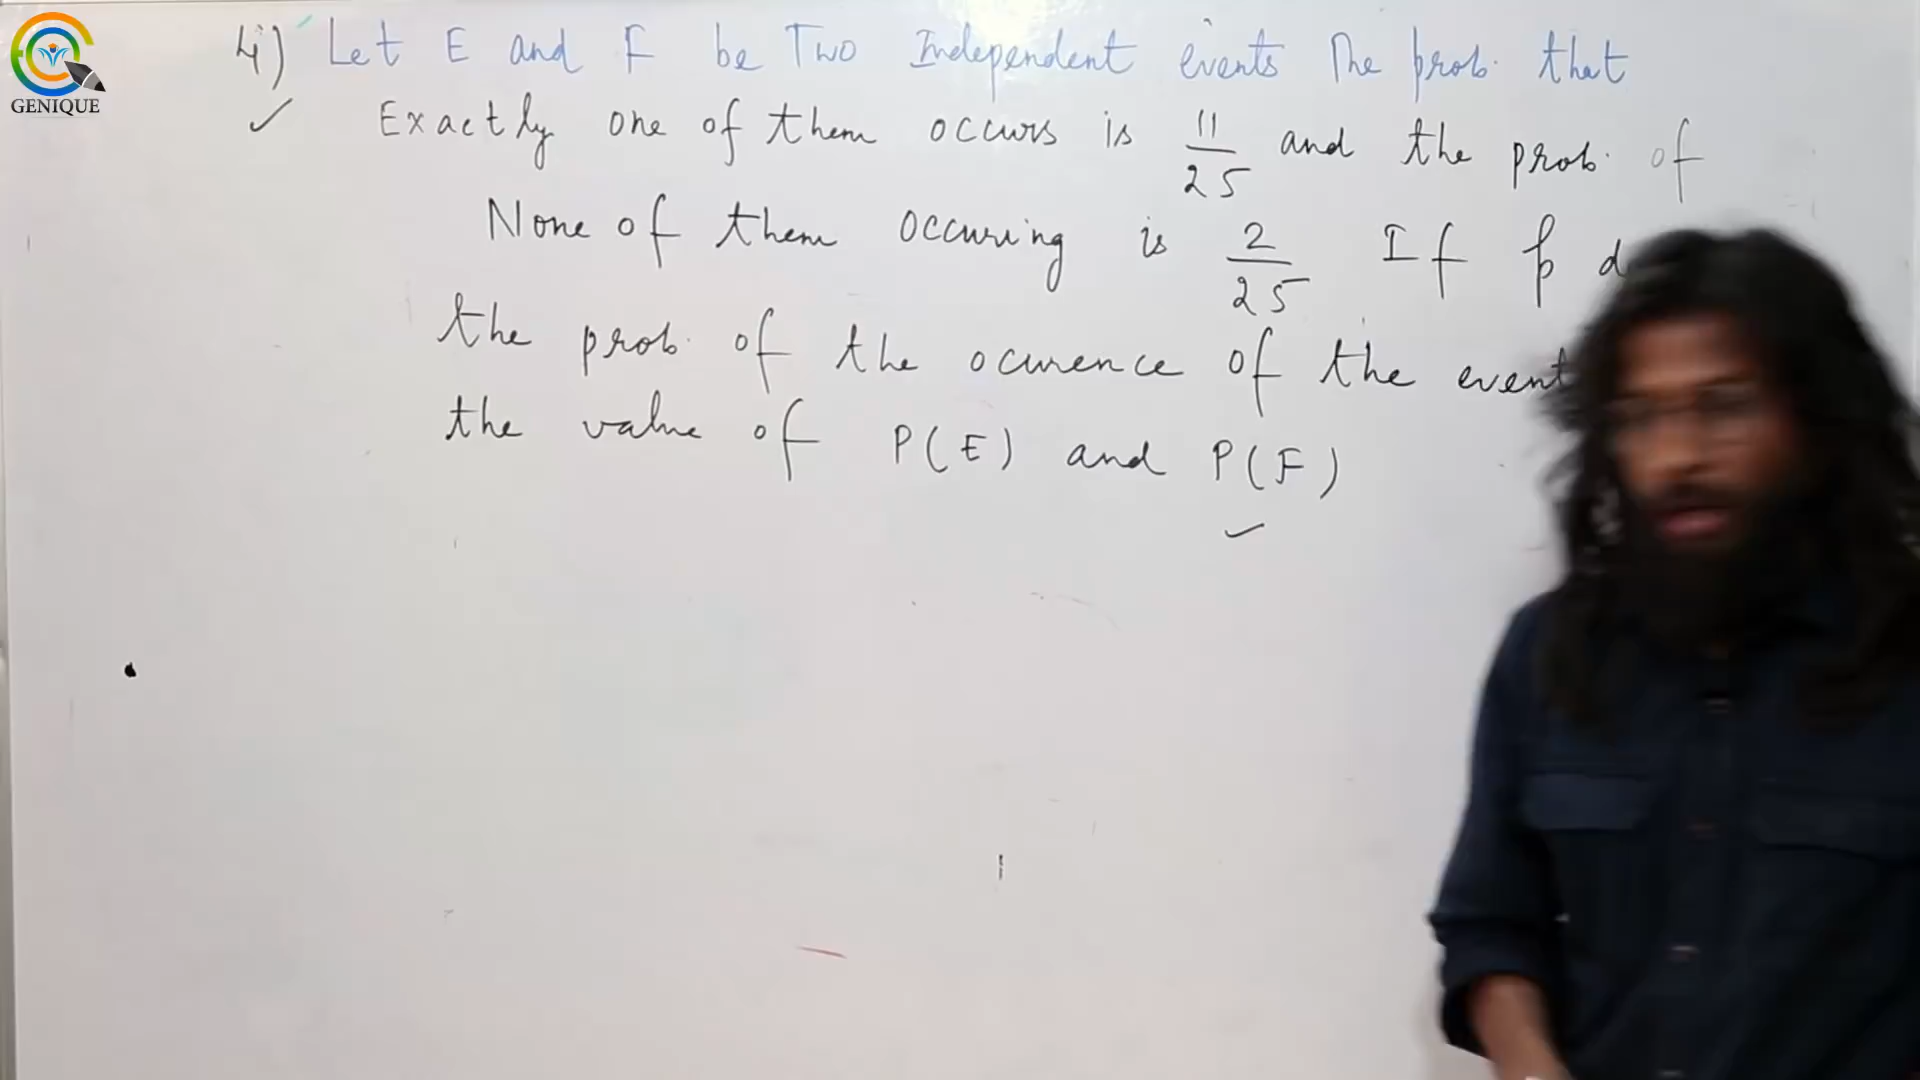 GENIQUE
4) Let E and F be Two Independent events The prob. that
Exactly one of them occurs is 11/25 and the prob. of
None of them occuring is 2/25 If p
the prob. of the ocurence of the event
the value of P(E) and P(F)